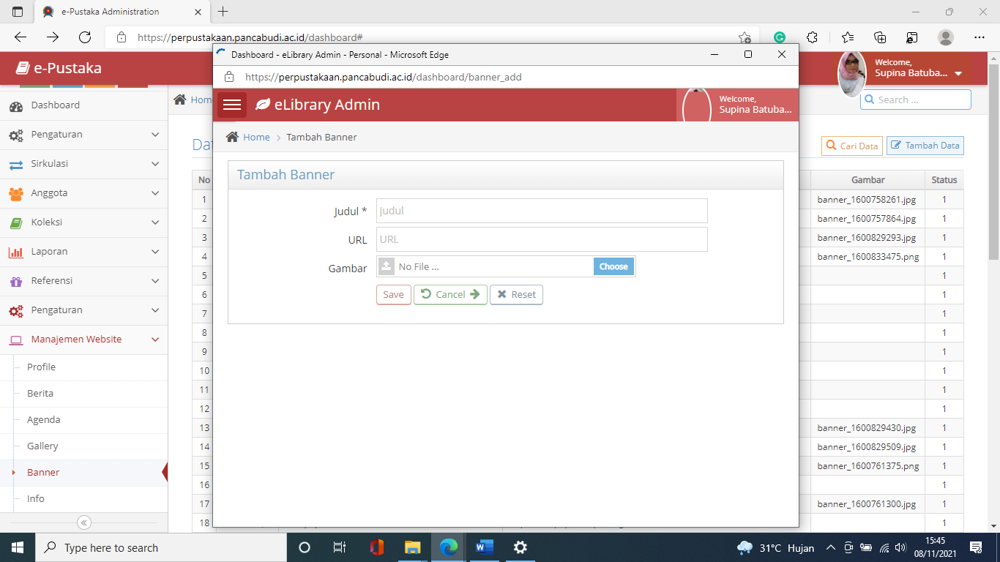 e-Pustaka Administration
https://perpustakaan.pancabudi.ac.id/dashboard#
Dashboard - eLibrary Admin - Personal - Microsoft Edge
https://perpustakaan.pancabudi.ac.id/dashboard/banner_add
e-Pustaka
Welcome,
Supina Batuba...
eLibrary Admin
Welcome,
Supina Batuba...
Search ...
Home > Tambah Banner
Dashboard
Pengaturan
Sirkulasi
Anggota
Koleksi
Laporan
Referensi
Pengaturan
Manajemen Website
Profile
Berita
Agenda
Gallery
Banner
Info
Cari Data
Tambah Data
Tambah Banner
Judul * Judul
URL URL
Gambar No File ... Choose
Save Cancel Reset
No Gambar Status
1 banner_1600758261.jpg 1
2 banner_1600757864.jpg 1
3 banner_1600829293.jpg 1
4 banner_1600833475.png 1
5 1
6 1
7 1
8 1
9 1
10 1
11 1
12 1
13 banner_1600829430.jpg 1
14 banner_1600829509.jpg 1
15 banner_1600761375.png 1
16 1
17 banner_1600761300.jpg 1
18 1
Type here to search
31°C Hujan
15:45
08/11/2021